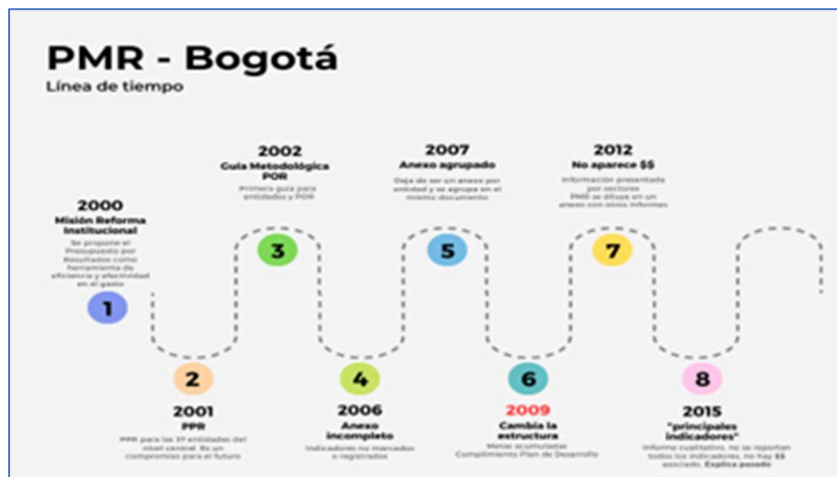 PMR - Bogotá
Línea de tiempo
2000
Misión Reforma
Institucional
Se propone el
Presupuesto por
Resultados como
herramienta de
eficiencia y efectividad
en el gasto
1
2
2001
PPR
PPR para las 37 entidades del
nivel central. Es un
compromiso para el futuro
2002
Guía Metodológica
POR
Primera guía para
entidades y POR
3
4
2006
Anexo
incompleto
Indicadores no marcados
o registrados
2007
Anexo agrupado
Deja de ser un anexo por
entidad y se agrupa en el
mismo documento
5
6
2009
Cambia la
estructura
Metas acumuladas
Cumplimiento Plan de Desarrollo
2012
No aparece $$
Información presentada
por sectores
PMR se diluye en un
anexo con otros informes
7
8
2015
"principales
indicadores"
Informe cualitativo, no se reportan
todos los indicadores, no hay $$
asociado. Explica pasado